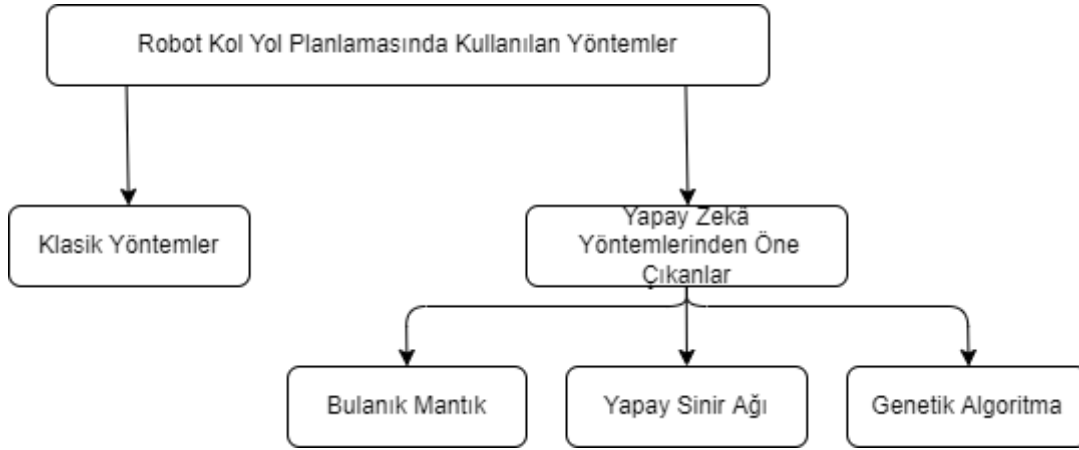 Robot Kol Yol Planlamasında Kullanılan Yöntemler
Klasik Yöntemler
Yapay Zekâ
Yöntemlerinden Öne
Çıkanlar
Bulanık Mantık
Yapay Sinir Ağı
Genetik Algoritma